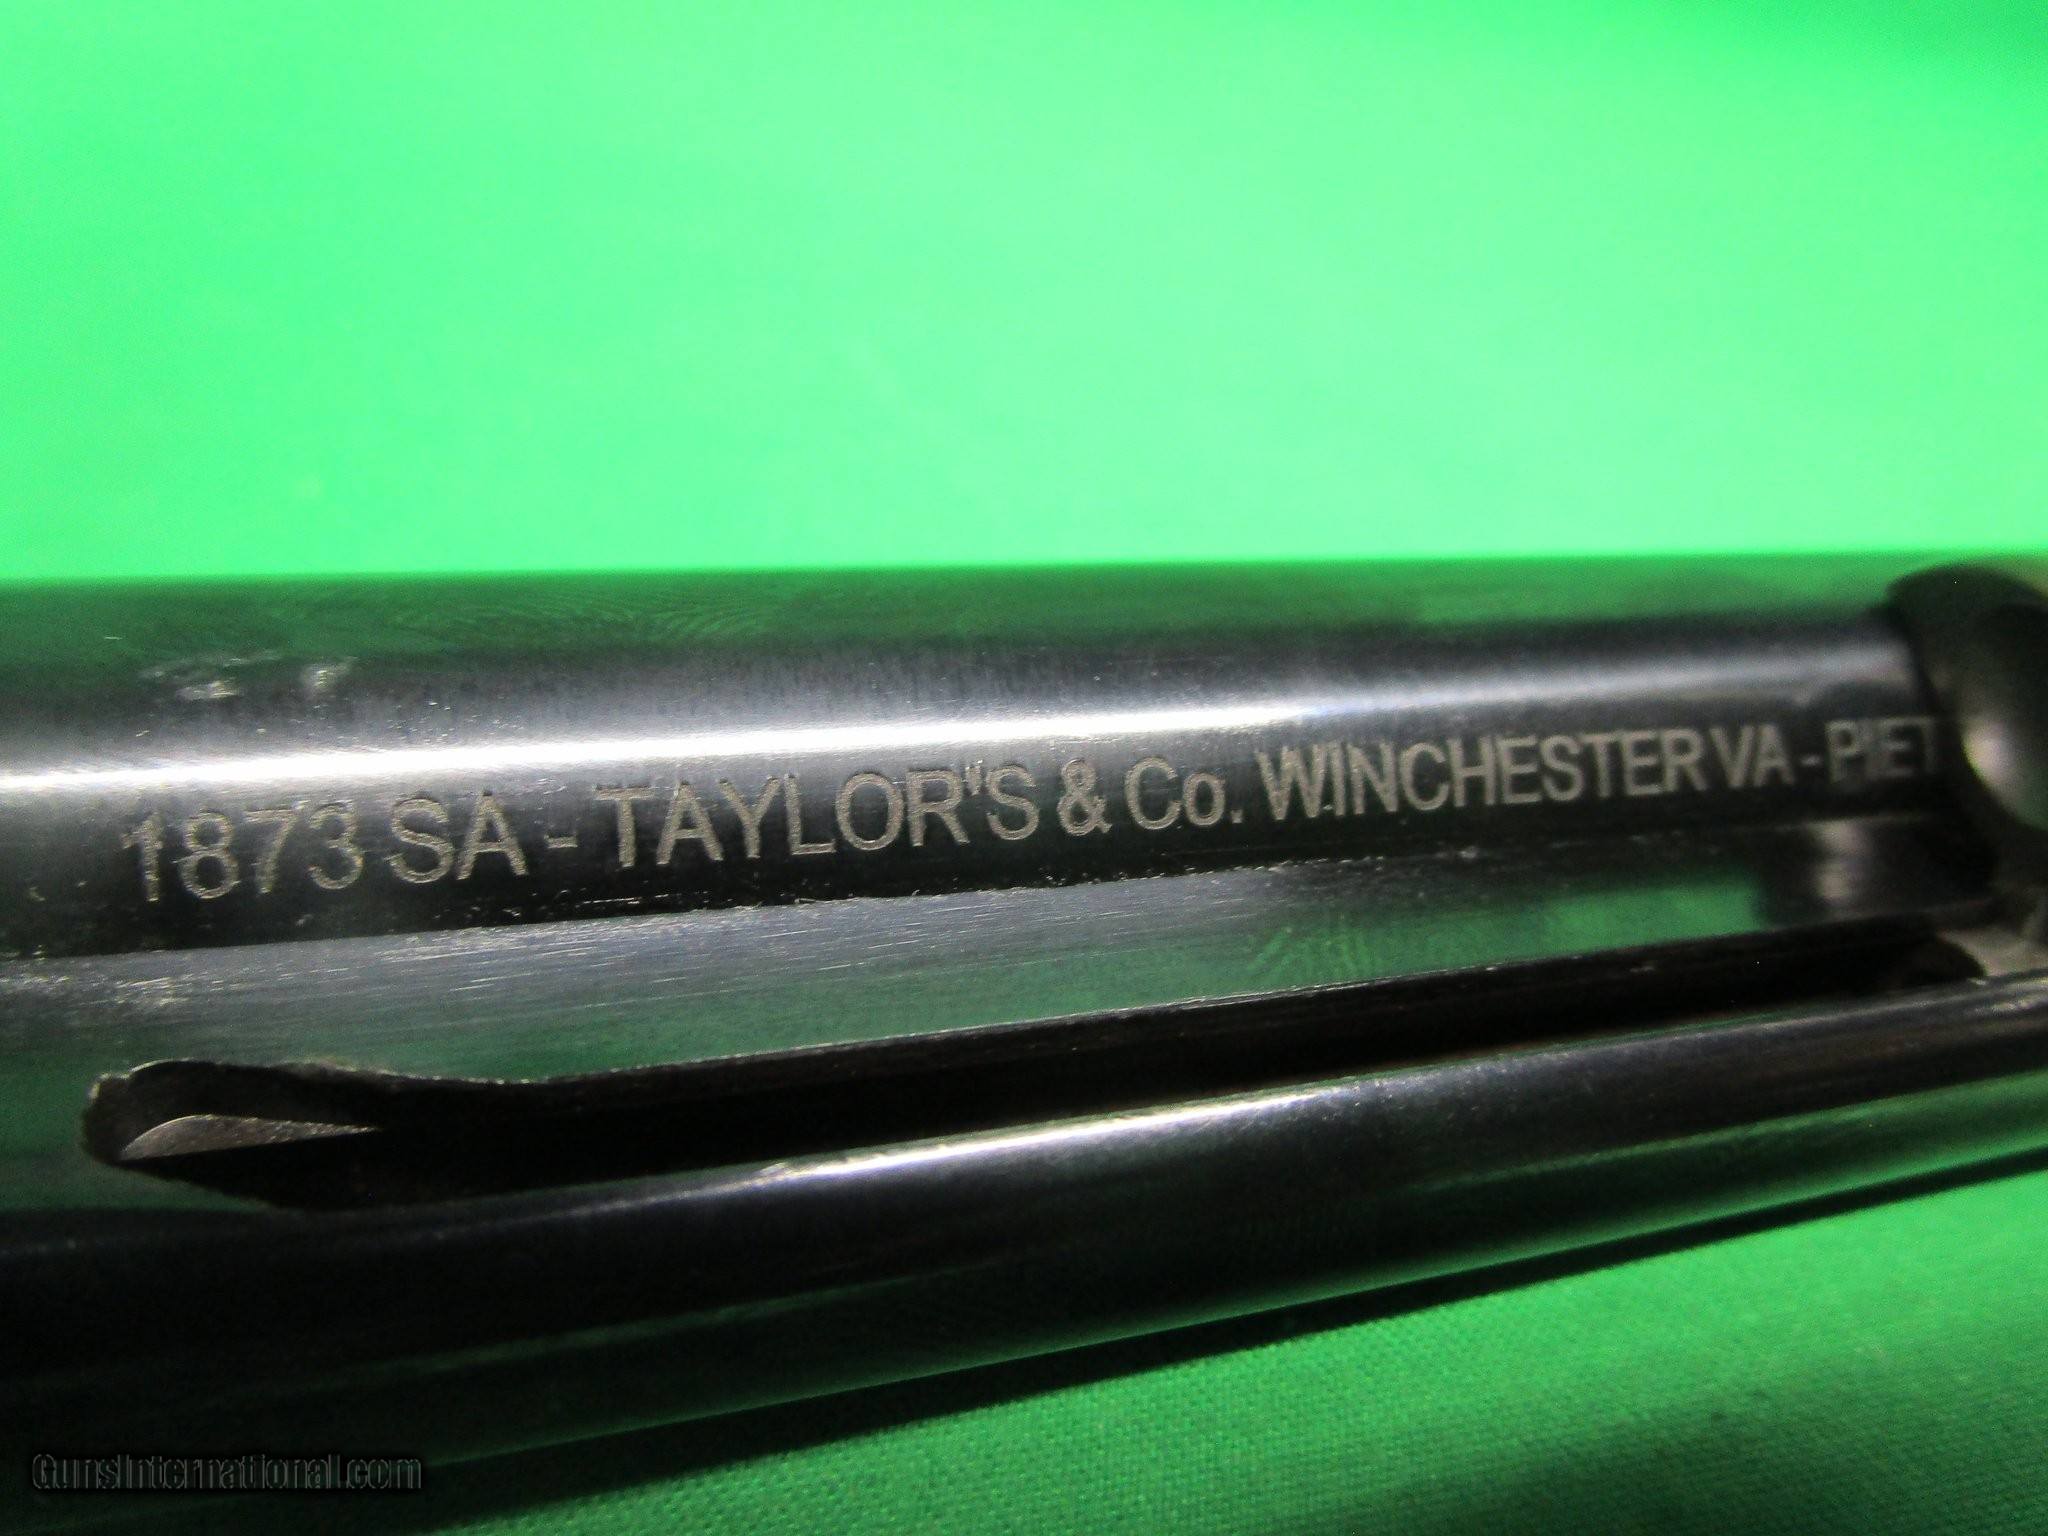 1873 SA - TAYLOR'S & Co. WINCHESTER VA - PIET
GunsInternational.com